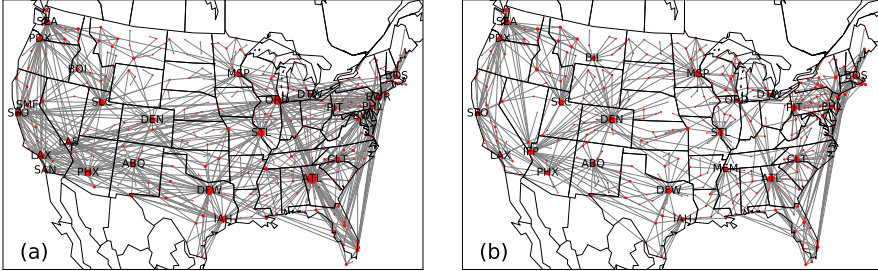 SEA
PDX
BOI
MSP
BOS
SMF
SFO
SLC
DEN
ORD
DTW
PIT
STL
LAX
SAN
PHX
ABQ
CLT
ATL
DFW
IAH
(a)
SEA
PDX
BIL
MSP
BOS
SFO
SLC
DEN
ORD
DTW
PIT
PHL
STL
LAX
IFP
PHX
ABQ
MEM
CLT
ATL
DFW
IAH
(b)